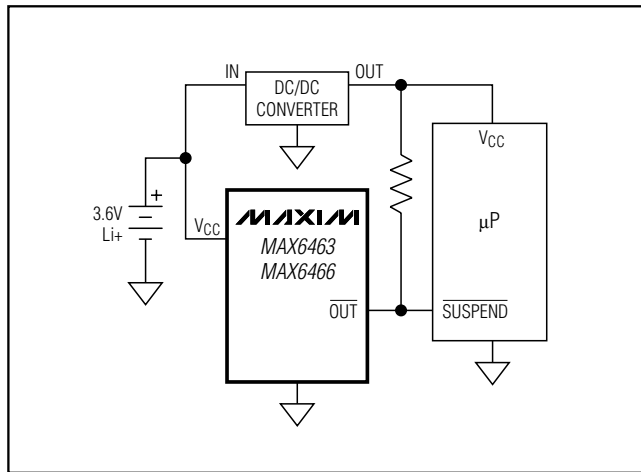 IN
OUT
DC/DC
CONVERTER
VCC
+
3.6V
Li+
VCC
MAXIM
MAX6463
MAX6466
μP
OUT
SUSPEND